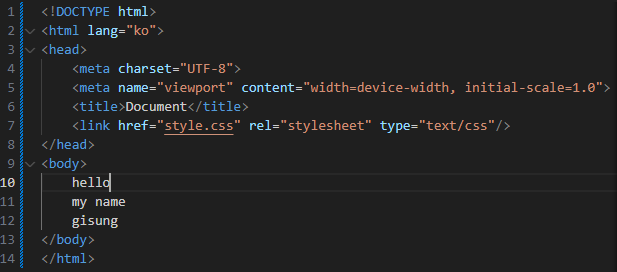 1 <!DOCTYPE html>
2 <html lang="ko">
3 <head>
4     <meta charset="UTF-8">
5     <meta name="viewport" content="width=device-width, initial-scale=1.0">
6     <title>Document</title>
7     <link href="style.css" rel="stylesheet" type="text/css"/>
8 </head>
9 <body>
10     hello
11     my name
12     gisung
13 </body>
14 </html>